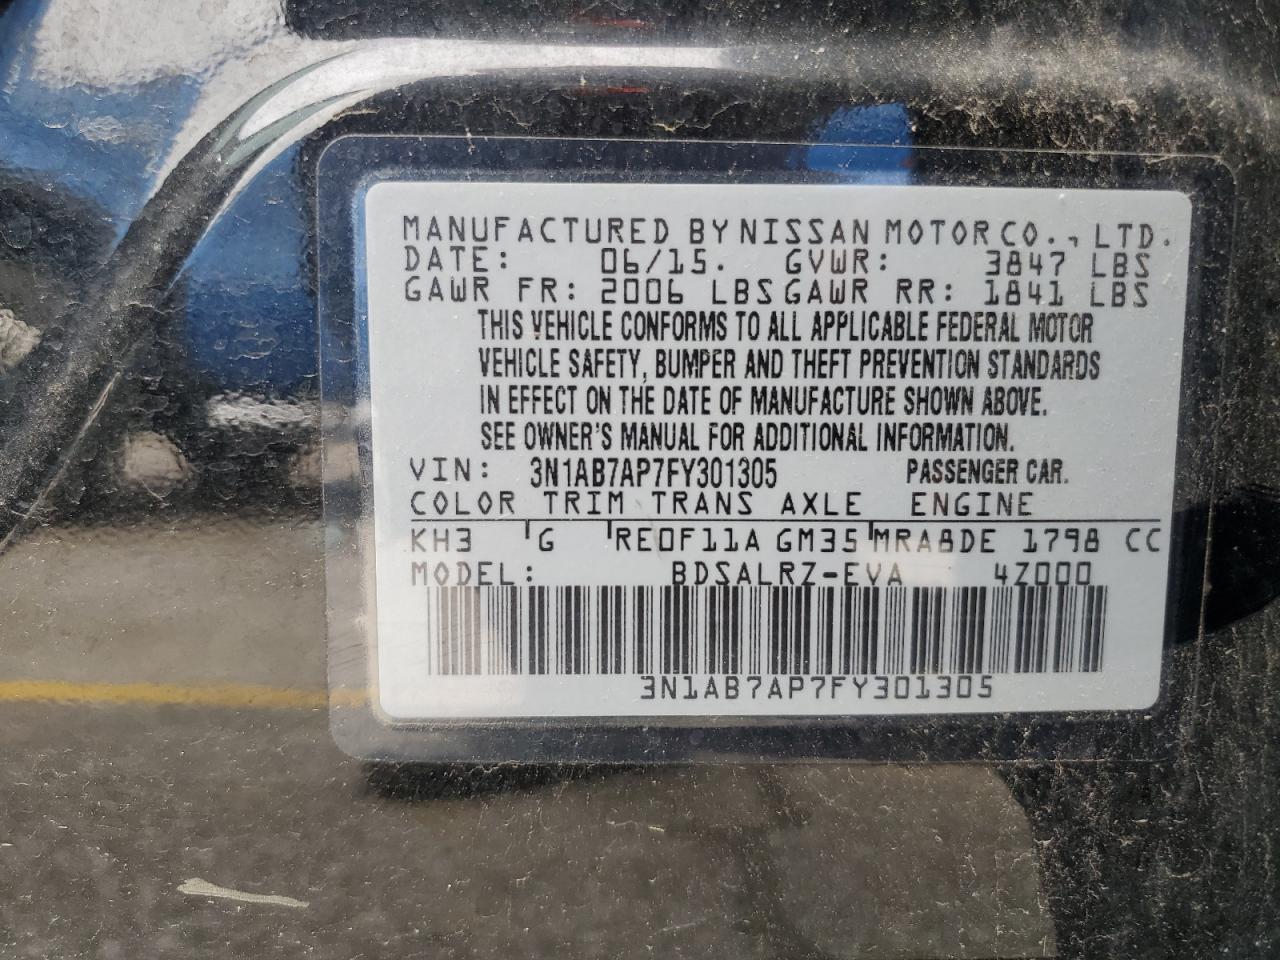 MANUFACTURED BY NISSAN MOTOR CO., LTD.
DATE: 06/15. GVWR: 3847 LBS
GAWR FR: 2006 LBS GAWR RR: 1841 LBS
THIS VEHICLE CONFORMS TO ALL APPLICABLE FEDERAL MOTOR
VEHICLE SAFETY, BUMPER AND THEFT PREVENTION STANDARDS
IN EFFECT ON THE DATE OF MANUFACTURE SHOWN ABOVE.
SEE OWNER'S MANUAL FOR ADDITIONAL INFORMATION.
VIN: 3N1AB7AP7FY301305 PASSENGER CAR.
COLOR TRIM TRANS AXLE ENGINE
KH3 G RE0F11A GM35 MRA8DE 1798 CC
MODEL: BDSALRZ-EVA 4Z000
3N1AB7AP7FY301305